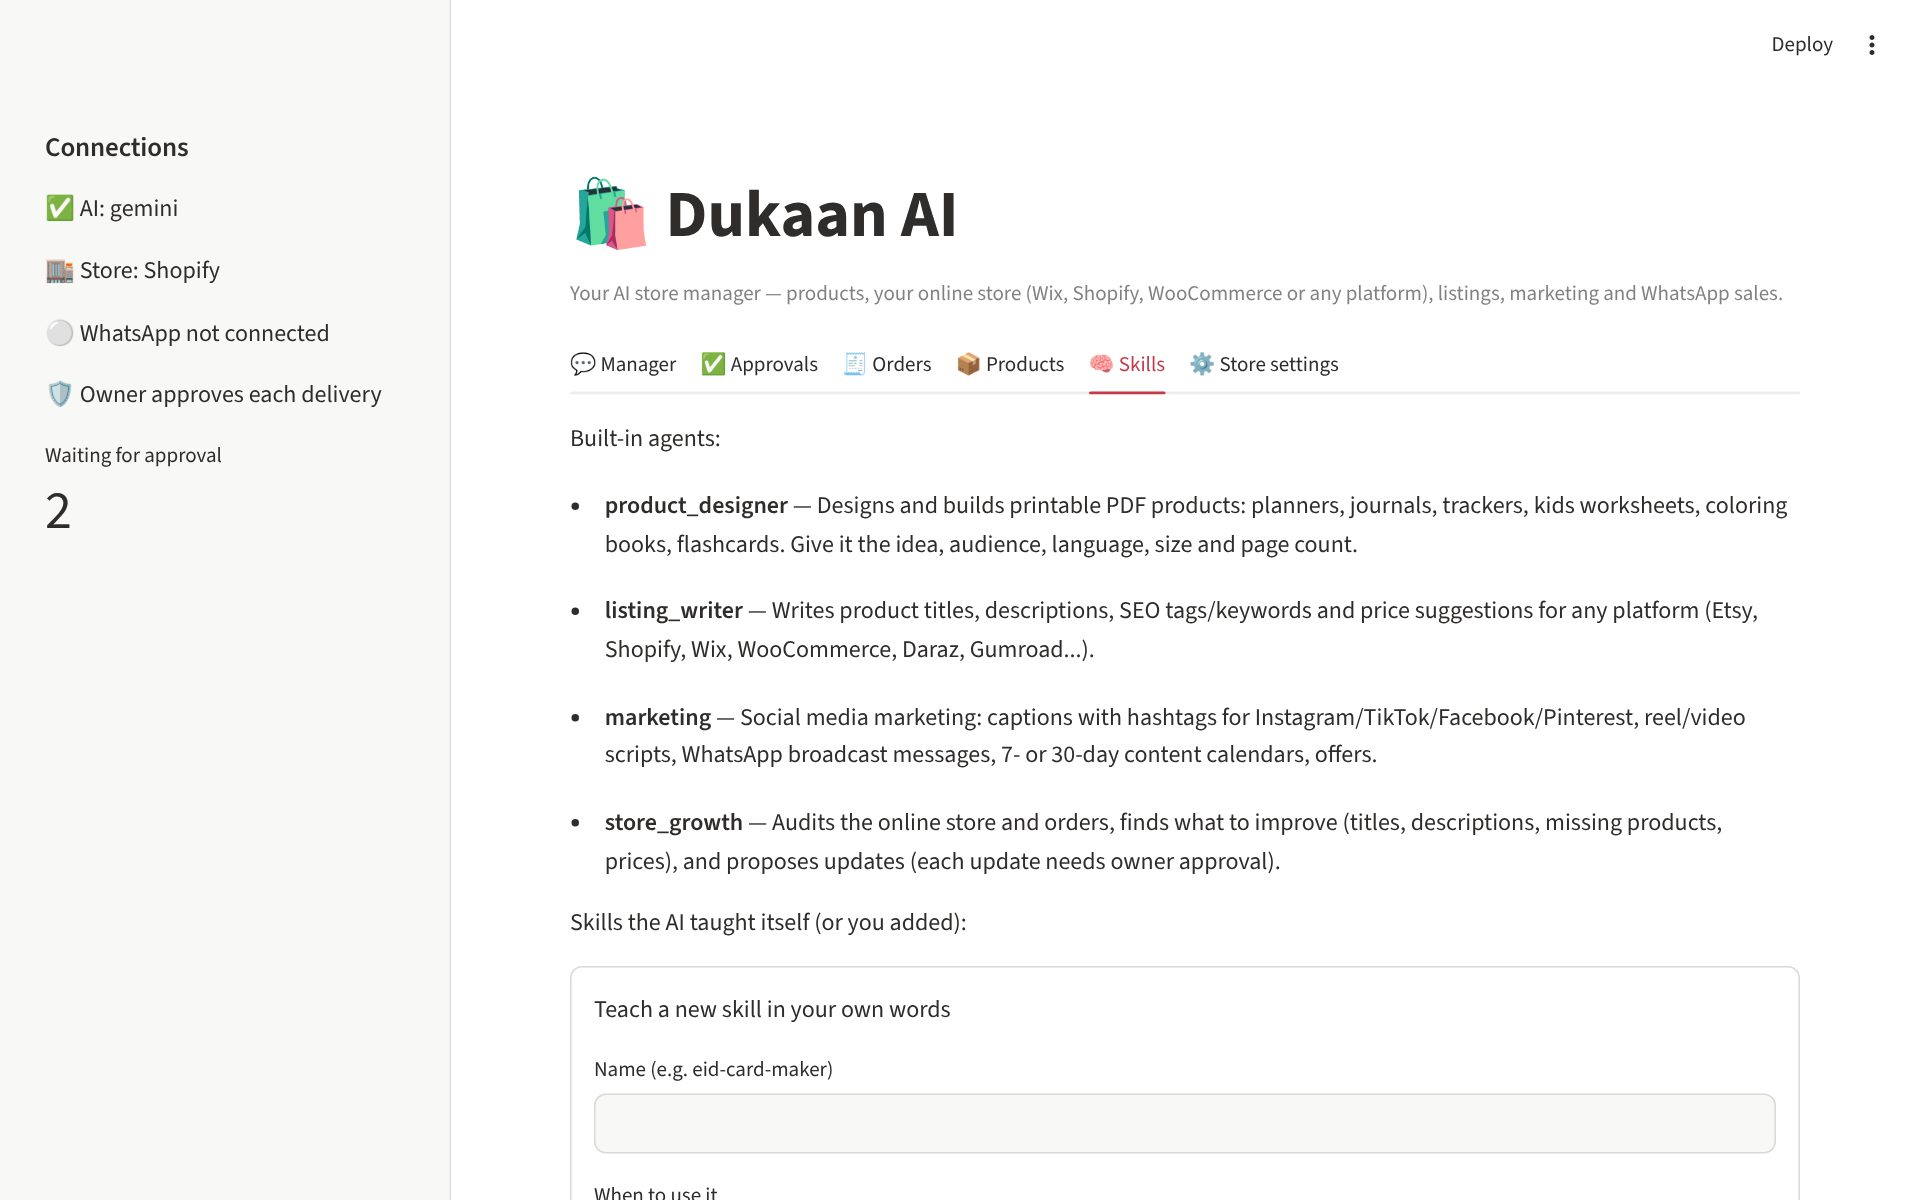 Deploy
Connections
✅ AI: gemini
🏬 Store: Shopify
⚪ WhatsApp not connected
🛡️ Owner approves each delivery
Waiting for approval
2
🛍️ Dukaan AI
Your AI store manager — products, your online store (Wix, Shopify, WooCommerce or any platform), listings, marketing and WhatsApp sales.
💬 Manager ✅ Approvals 🧾 Orders 📦 Products 🧠 Skills ⚙️ Store settings
Built-in agents:
• product_designer — Designs and builds printable PDF products: planners, journals, trackers, kids worksheets, coloring
books, flashcards. Give it the idea, audience, language, size and page count.
• listing_writer — Writes product titles, descriptions, SEO tags/keywords and price suggestions for any platform (Etsy,
Shopify, Wix, WooCommerce, Daraz, Gumroad...).
• marketing — Social media marketing: captions with hashtags for Instagram/TikTok/Facebook/Pinterest, reel/video
scripts, WhatsApp broadcast messages, 7- or 30-day content calendars, offers.
• store_growth — Audits the online store and orders, finds what to improve (titles, descriptions, missing products,
prices), and proposes updates (each update needs owner approval).
Skills the AI taught itself (or you added):
Teach a new skill in your own words
Name (e.g. eid-card-maker)
When to use it